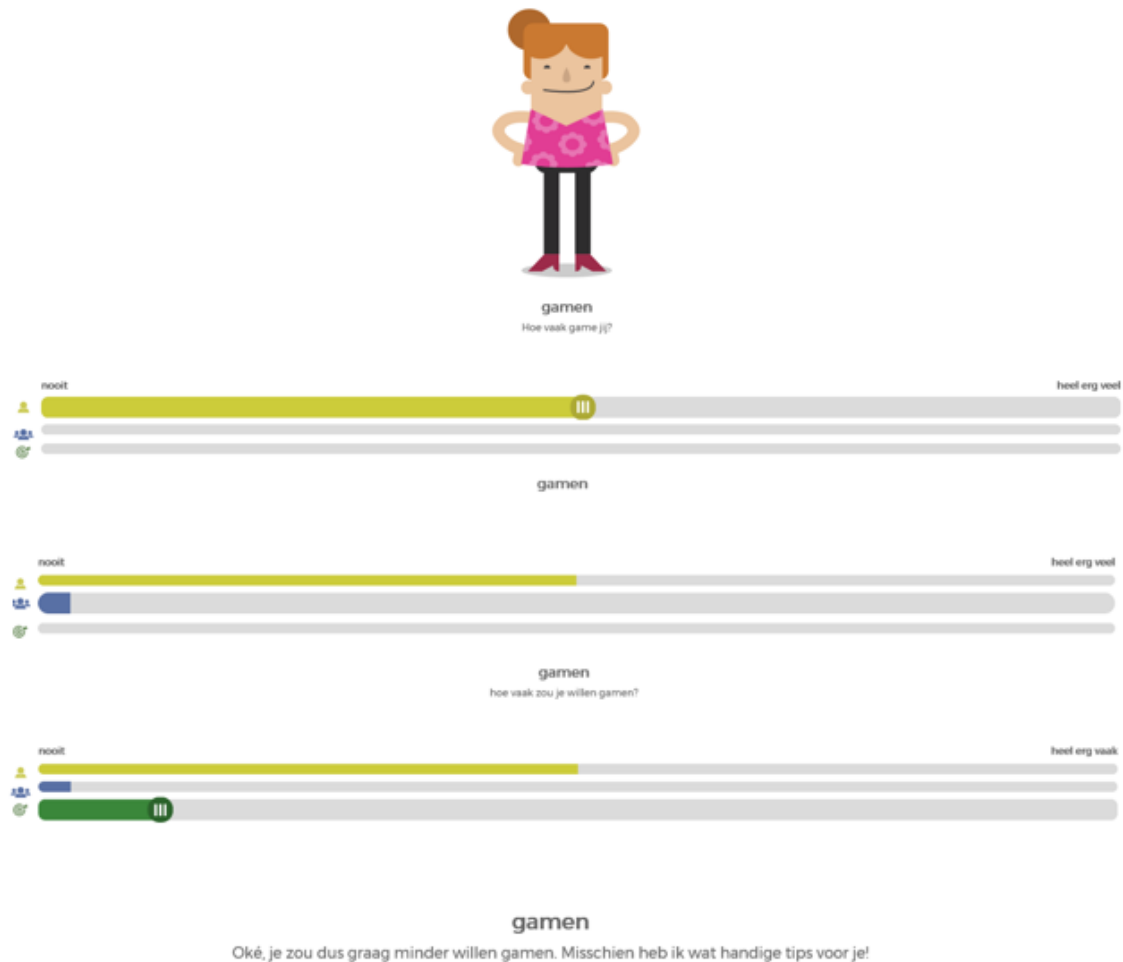 gamen
Hoe vaak game jij?
nooit heel erg veel
gamen
nooit heel erg veel
gamen
hoe vaak zou je willen gamen?
nooit heel erg vaak
gamen
Oké, je zou dus graag minder willen gamen. Misschien heb ik wat handige tips voor je!